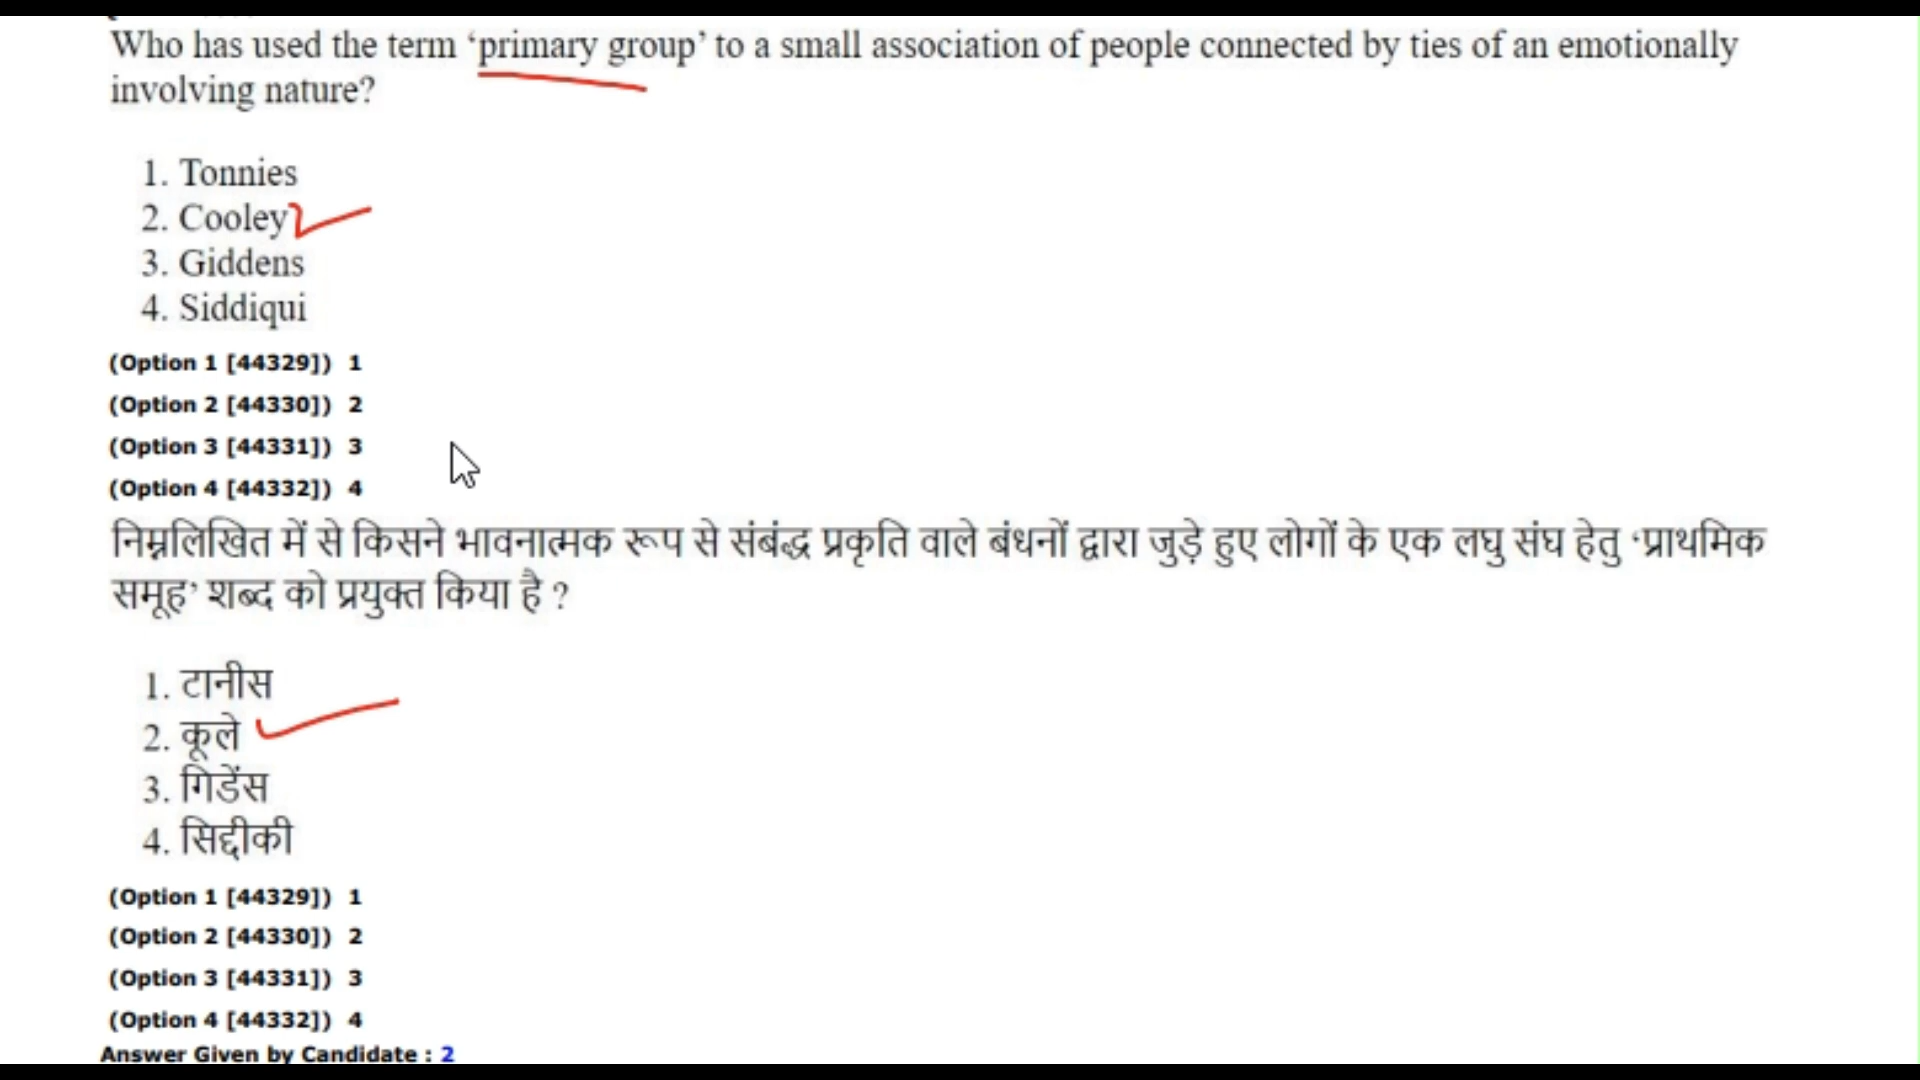 Who has used the term ‘primary group’ to a small association of people connected by ties of an emotionally
involving nature?
1. Tonnies
2. Cooley
3. Giddens
4. Siddiqui
(Option 1 [44329]) 1
(Option 2 [44330]) 2
(Option 3 [44331]) 3
(Option 4 [44332]) 4
निम्नलिखित में से किसने भावनात्मक रूप से संबंद्ध प्रकृति वाले बंधनों द्वारा जुड़े हुए लोगों के एक लघु संघ हेतु ‘प्राथमिक
समूह’ शब्द को प्रयुक्त किया है ?
1. टानीस
2. कूले
3. गिडेंस
4. सिद्दीकी
(Option 1 [44329]) 1
(Option 2 [44330]) 2
(Option 3 [44331]) 3
(Option 4 [44332]) 4
Answer Given by Candidate : 2